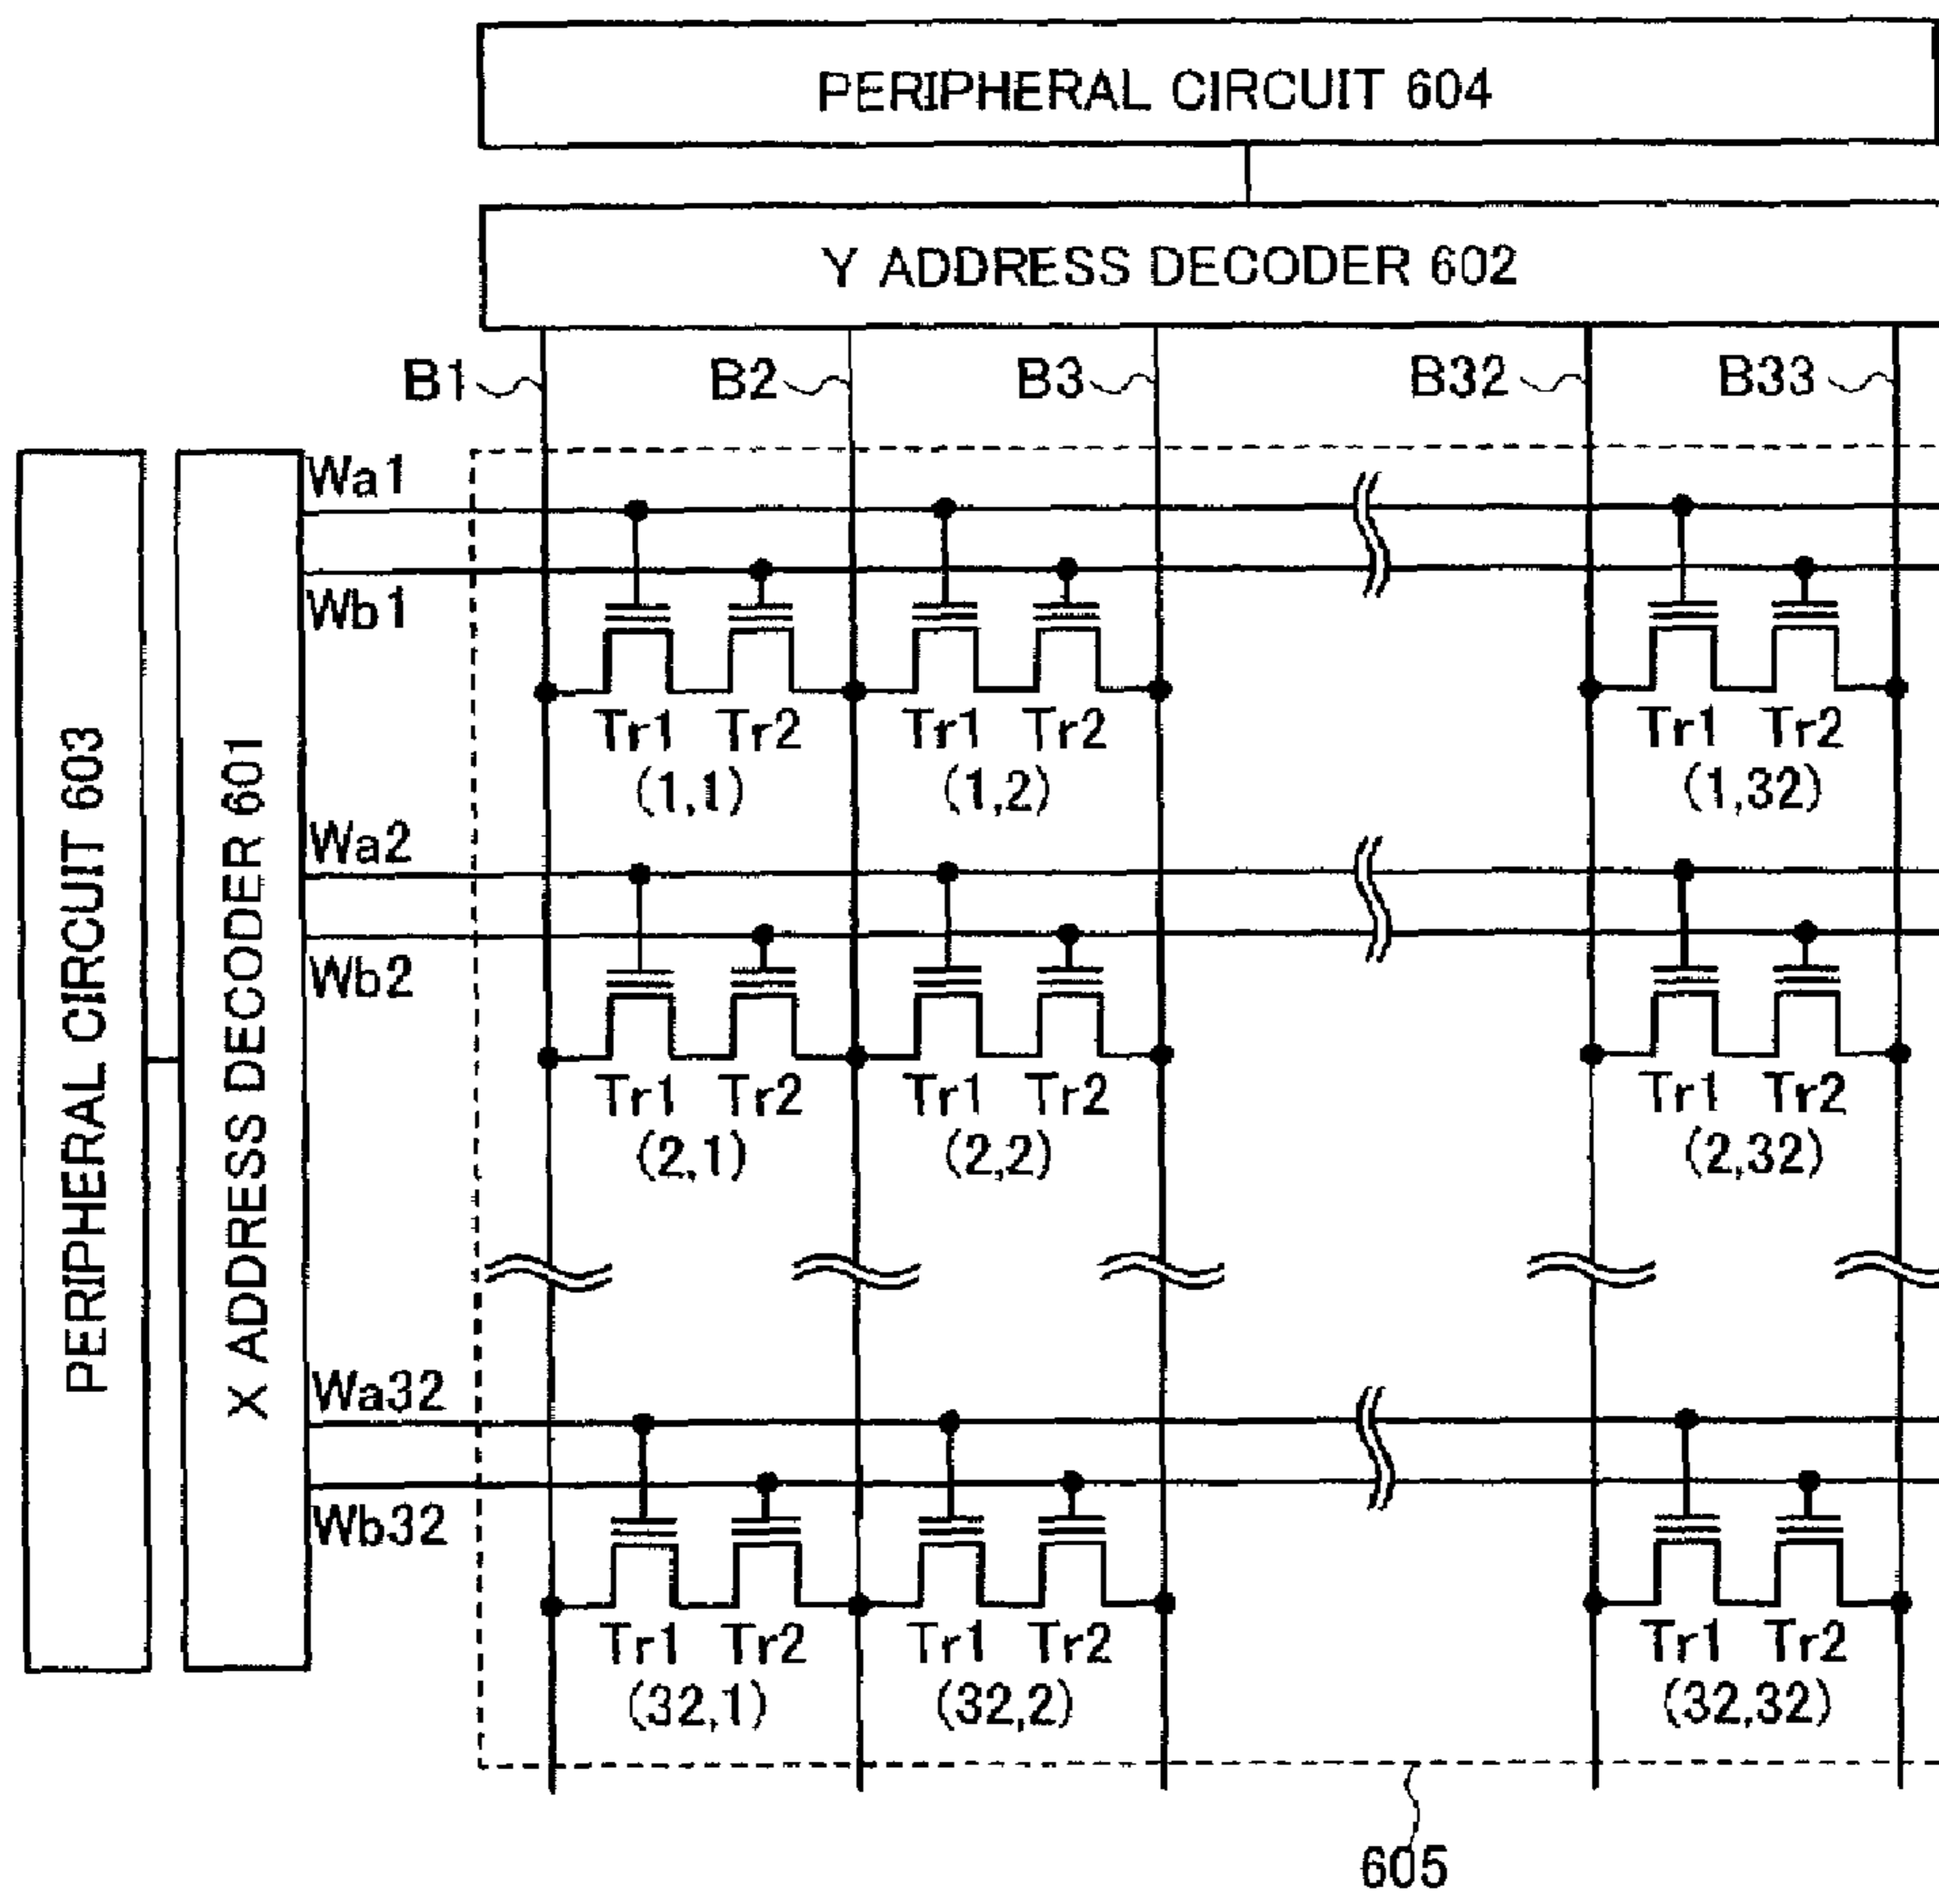 PERIPHERAL CIRCUIT 604
Y ADDRESS DECODER 602
B1 B2 B3 B32 B33
PERIPHERAL CIRCUIT 603
X ADDRESS DECODER 601
Wa1
Wb1
Tr1 Tr2 Tr1 Tr2 Tr1 Tr2
(1,1) (1,2) (1,32)
Wa2
Wb2
Tr1 Tr2 Tr1 Tr2 Tr1 Tr2
(2,1) (2,2) (2,32)
Wa32
Wb32
Tr1 Tr2 Tr1 Tr2 Tr1 Tr2
(32,1) (32,2) (32,32)
605